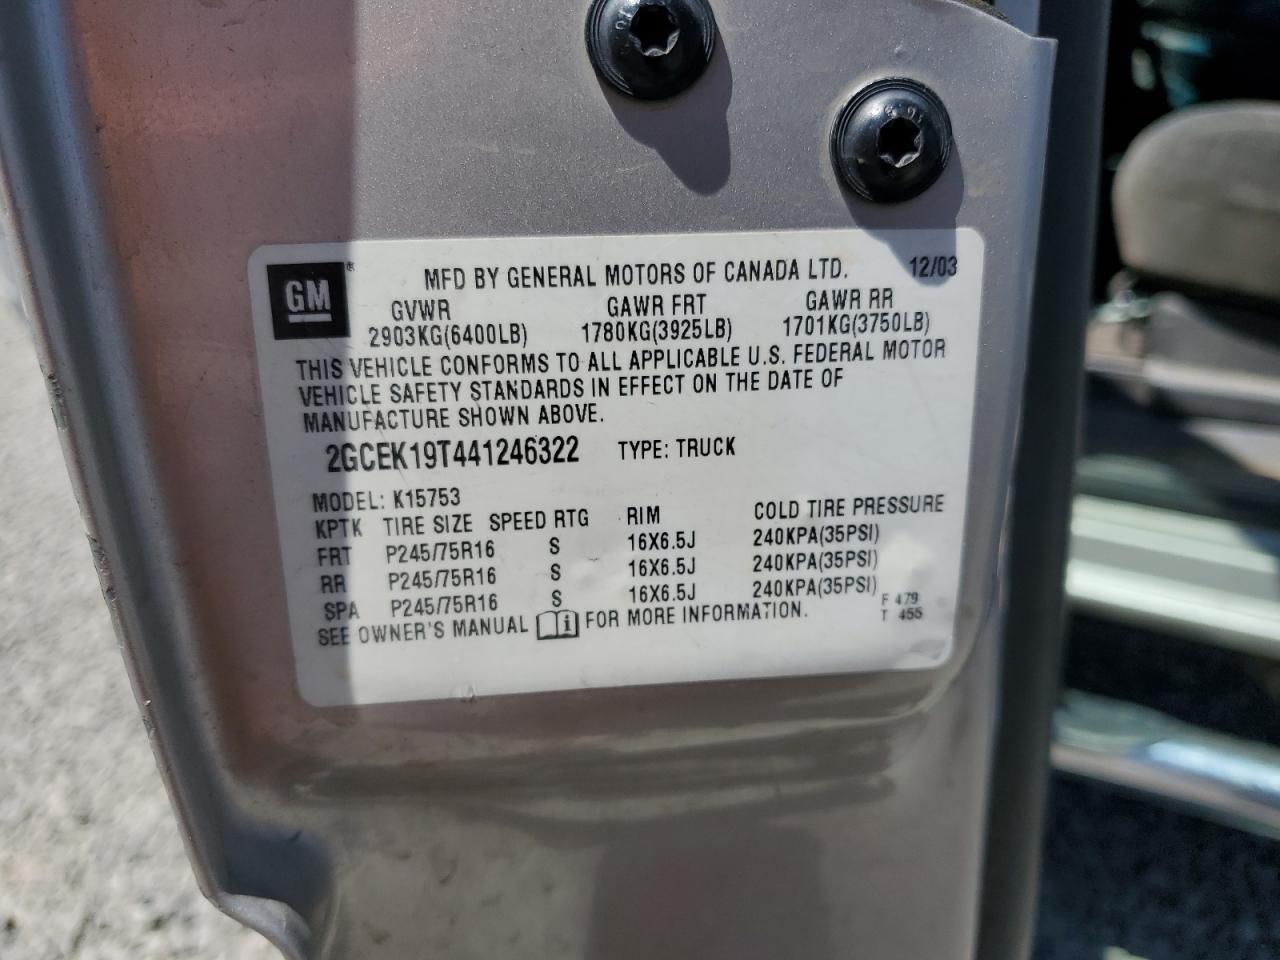 GM® MFD BY GENERAL MOTORS OF CANADA LTD. 12/03
GVWR GAWR FRT GAWR RR
2903KG(6400LB) 1780KG(3925LB) 1701KG(3750LB)
THIS VEHICLE CONFORMS TO ALL APPLICABLE U.S. FEDERAL MOTOR
VEHICLE SAFETY STANDARDS IN EFFECT ON THE DATE OF
MANUFACTURE SHOWN ABOVE.
2GCEK19T441246322 TYPE: TRUCK
MODEL: K15753
KPTK TIRE SIZE SPEED RTG RIM COLD TIRE PRESSURE
FRT P245/75R16 S 16X6.5J 240KPA(35PSI)
RR P245/75R16 S 16X6.5J 240KPA(35PSI)
SPA P245/75R16 S 16X6.5J 240KPA(35PSI)
SEE OWNER'S MANUAL FOR MORE INFORMATION.
F 479
T 455